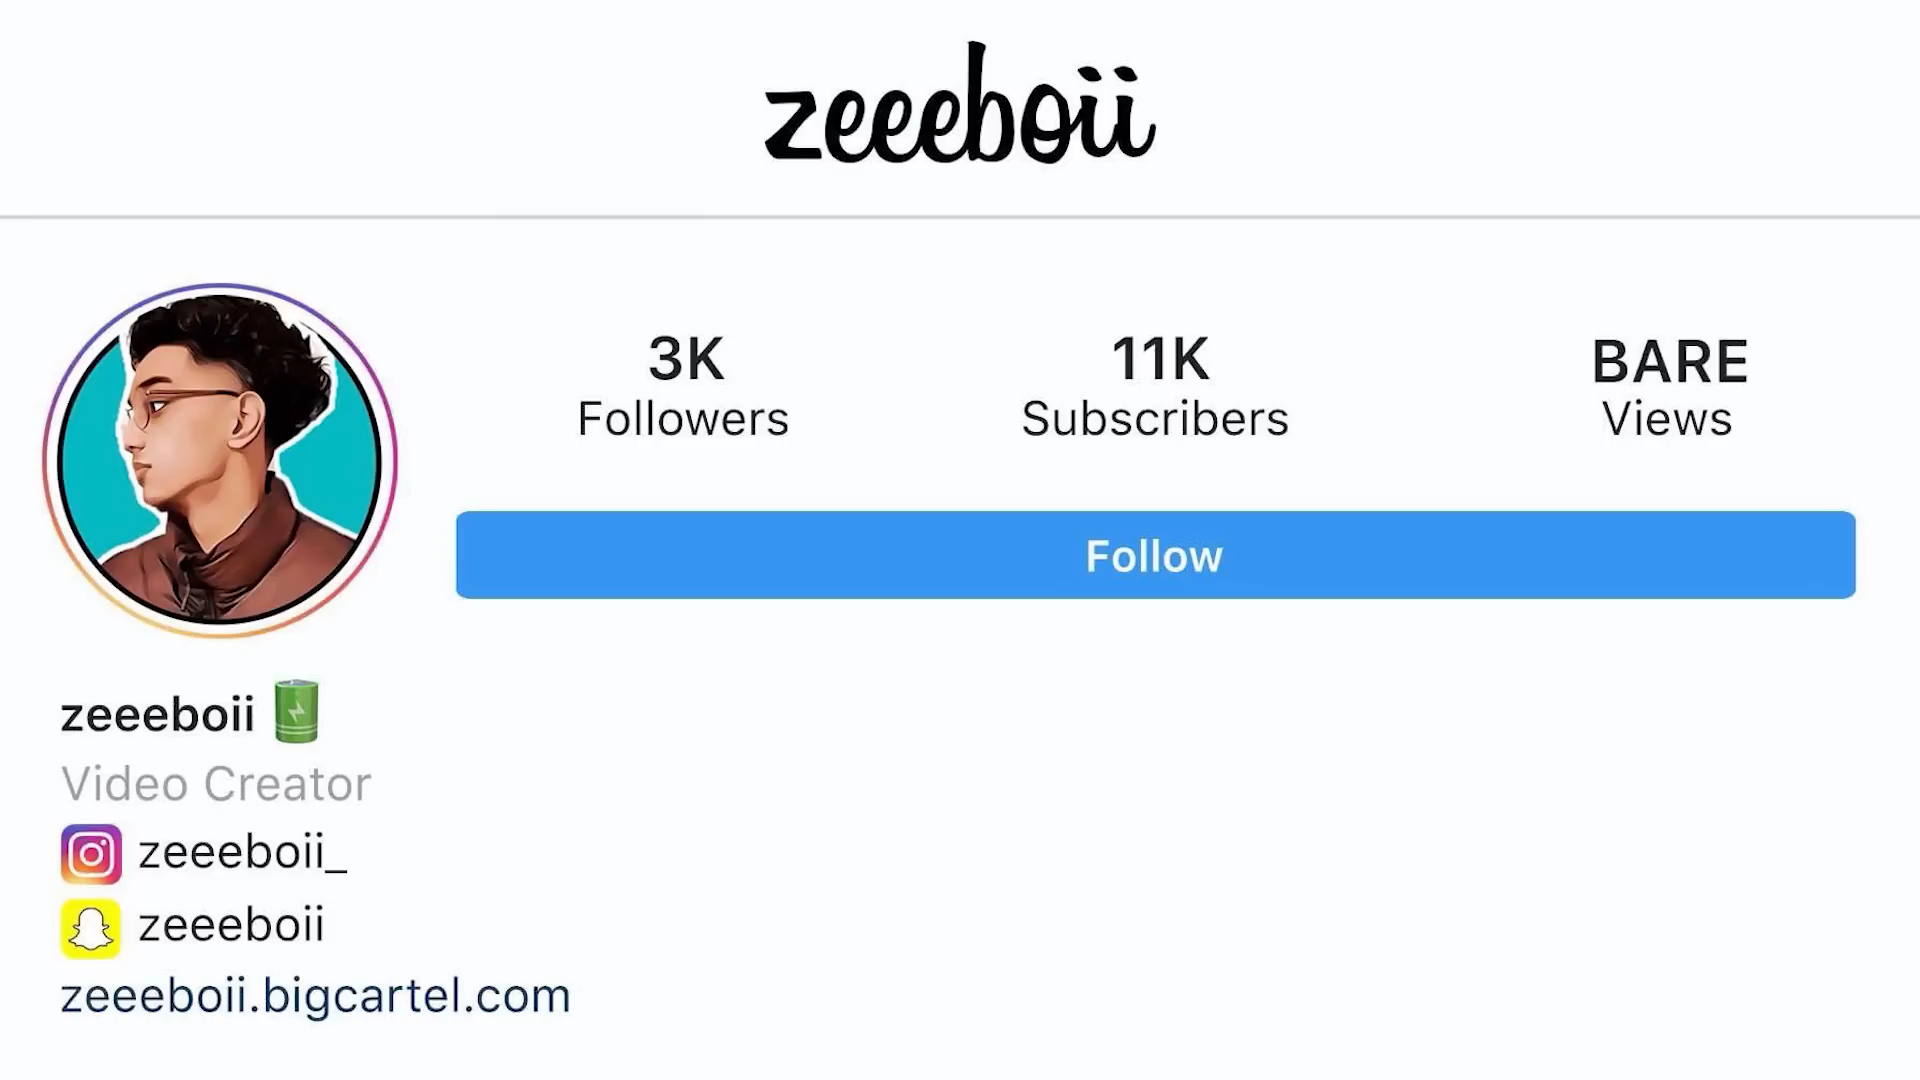 zeeeboii
3K
Followers
11K
Subscribers
BARE
Views
Follow
zeeeboii
Video Creator
zeeeboii_
zeeeboii
zeeeboii.bigcartel.com